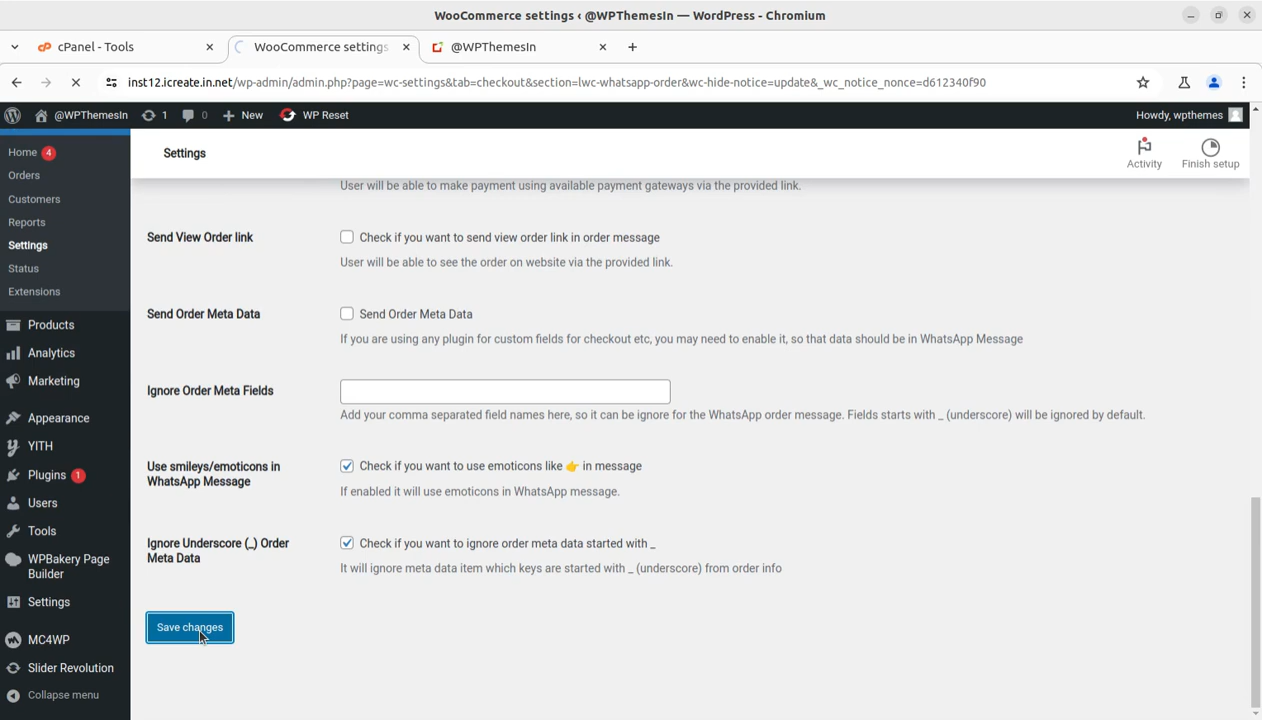 WooCommerce settings ‹ @WPThemesIn — WordPress - Chromium
cPanel - Tools
WooCommerce settings
@WPThemesIn
inst12.icreate.in.net/wp-admin/admin.php?page=wc-settings&tab=checkout&section=lwc-whatsapp-order&wc-hide-notice=update&_wc_notice_nonce=d612340f90
@WPThemesIn 1 0 New WP Reset Howdy, wpthemes
Home 4
Orders
Customers
Reports
Settings
Status
Extensions
Products
Analytics
Marketing
Appearance
YITH
Plugins 1
Users
Tools
WPBakery Page
Builder
Settings
MC4WP
Slider Revolution
Collapse menu
Settings
Activity
Finish setup
User will be able to make payment using available payment gateways via the provided link.
Send View Order link
Check if you want to send view order link in order message
User will be able to see the order on website via the provided link.
Send Order Meta Data
Send Order Meta Data
If you are using any plugin for custom fields for checkout etc, you may need to enable it, so that data should be in WhatsApp Message
Ignore Order Meta Fields
Add your comma separated field names here, so it can be ignore for the WhatsApp order message. Fields starts with _ (underscore) will be ignored by default.
Use smileys/emoticons in
WhatsApp Message
Check if you want to use emoticons like 👉 in message
If enabled it will use emoticons in WhatsApp message.
Ignore Underscore (_) Order
Meta Data
Check if you want to ignore order meta data started with _
It will ignore meta data item which keys are started with _ (underscore) from order info
Save changes